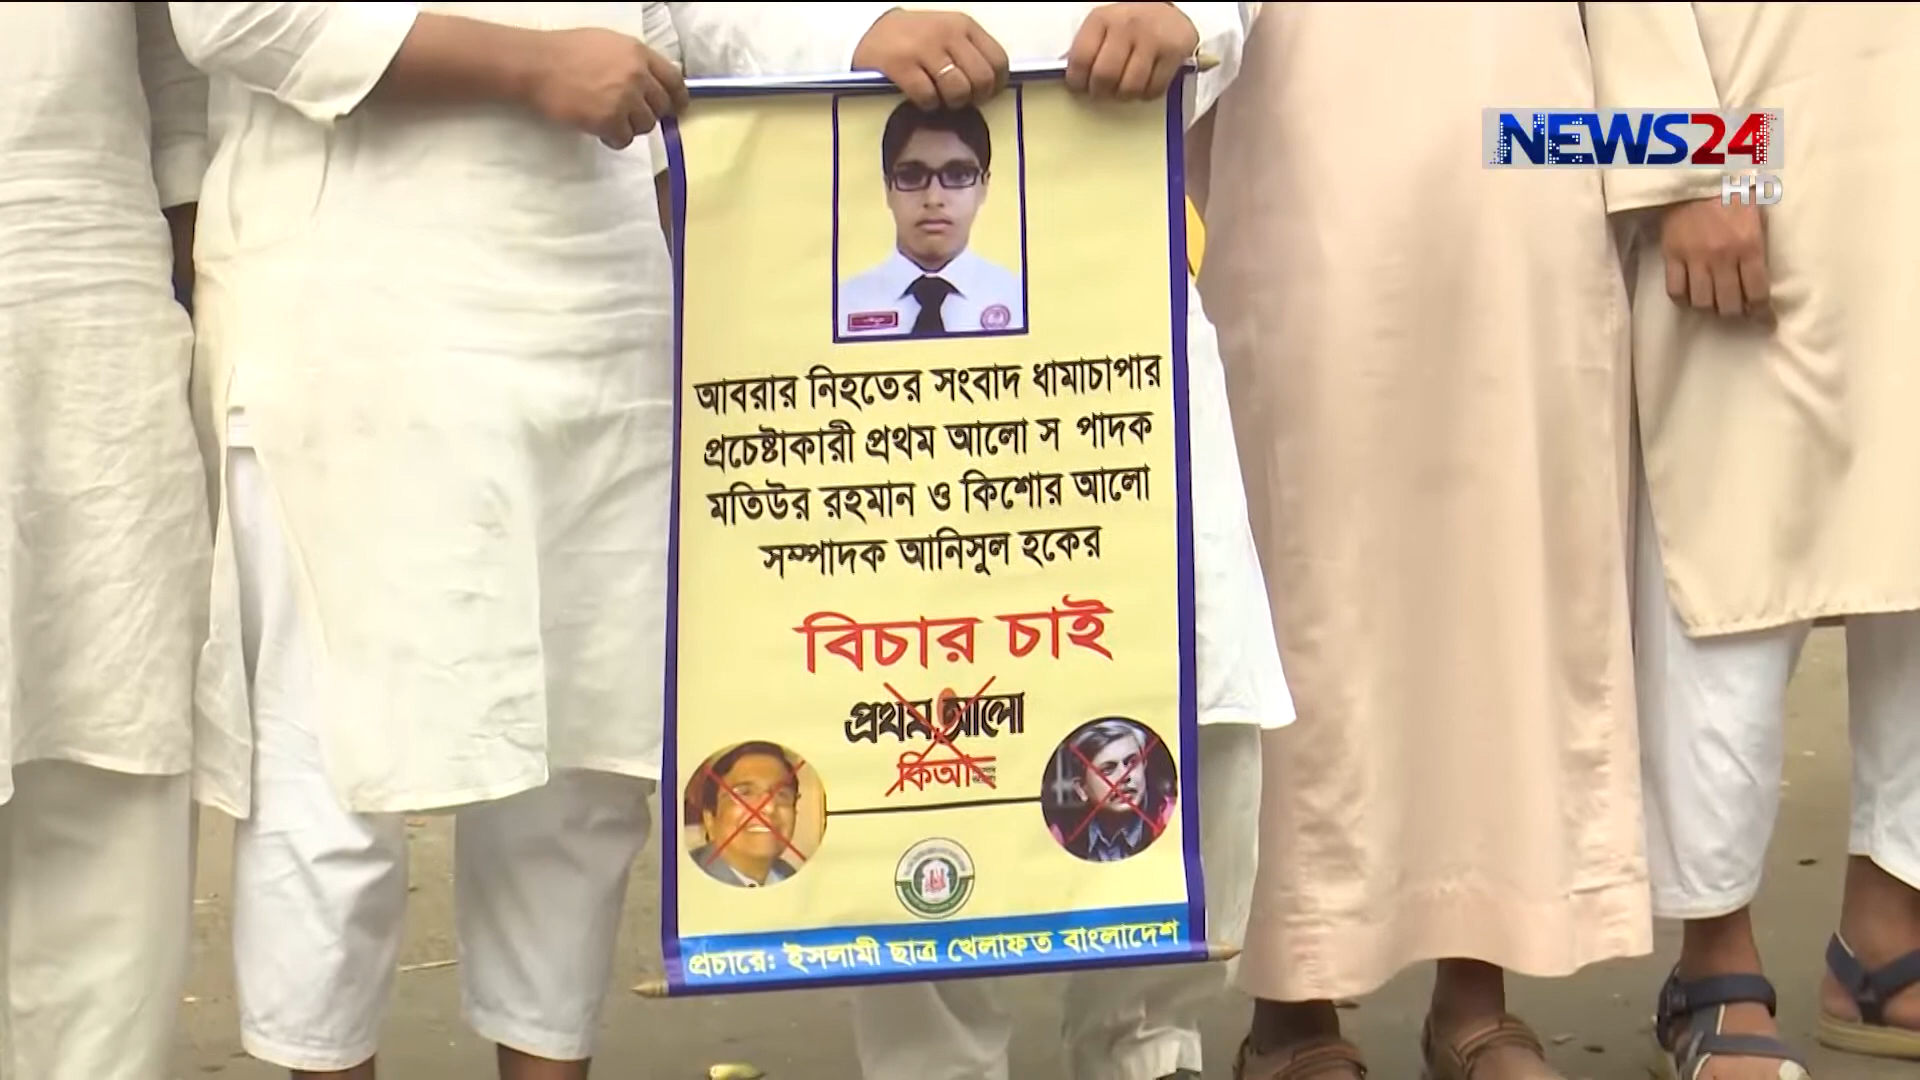 NEWS24
HD
আবরার নিহতের সংবাদ ধামাচাপার
প্রচেষ্টাকারী প্রথম আলো স পাদক
মতিউর রহমান ও কিশোর আলো
সম্পাদক আনিসুল হকের
বিচার চাই
প্রথম আলো
কিআ
প্রচারে: ইসলামী ছাত্র খেলাফত বাংলাদেশ